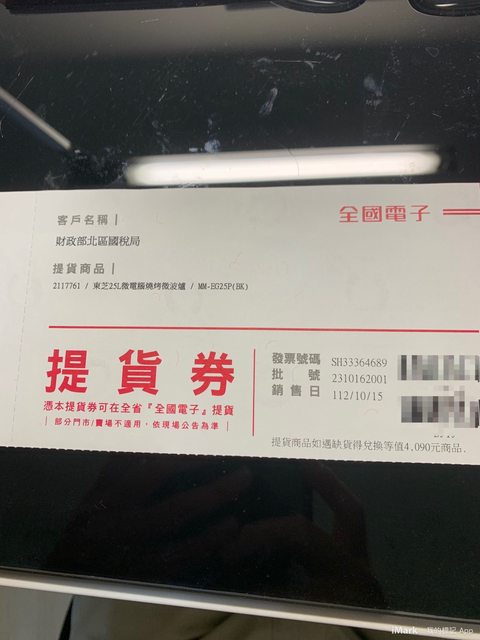 客戶名稱｜
全國電子
財政部北區國稅局
提貨商品｜
2117761 / 東芝25L微電腦燒烤微波爐 / MM-EG25P(BK)
提貨券
憑本提貨券可在全省『全國電子』提貨
｜部分門市/賣場不適用，依現場公告為準｜
發票號碼 SH33364689
批號 2310162001
銷售日 112/10/15
提貨商品如遇缺貨得兌換等值4,090元商品.
iMark
我的標記 App